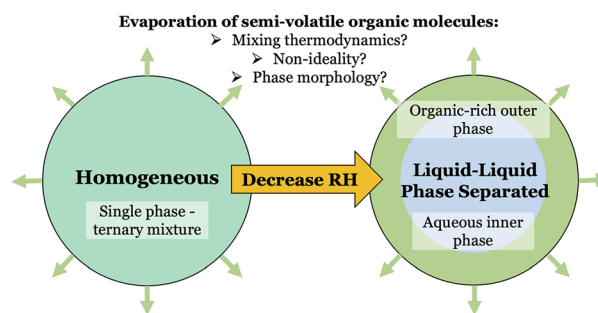 Evaporation of semi-volatile organic molecules:
➤ Mixing thermodynamics?
➤ Non-ideality?
➤ Phase morphology?
Homogeneous
Single phase -
ternary mixture
Decrease RH
Organic-rich outer
phase
Liquid-Liquid
Phase Separated
Aqueous inner
phase